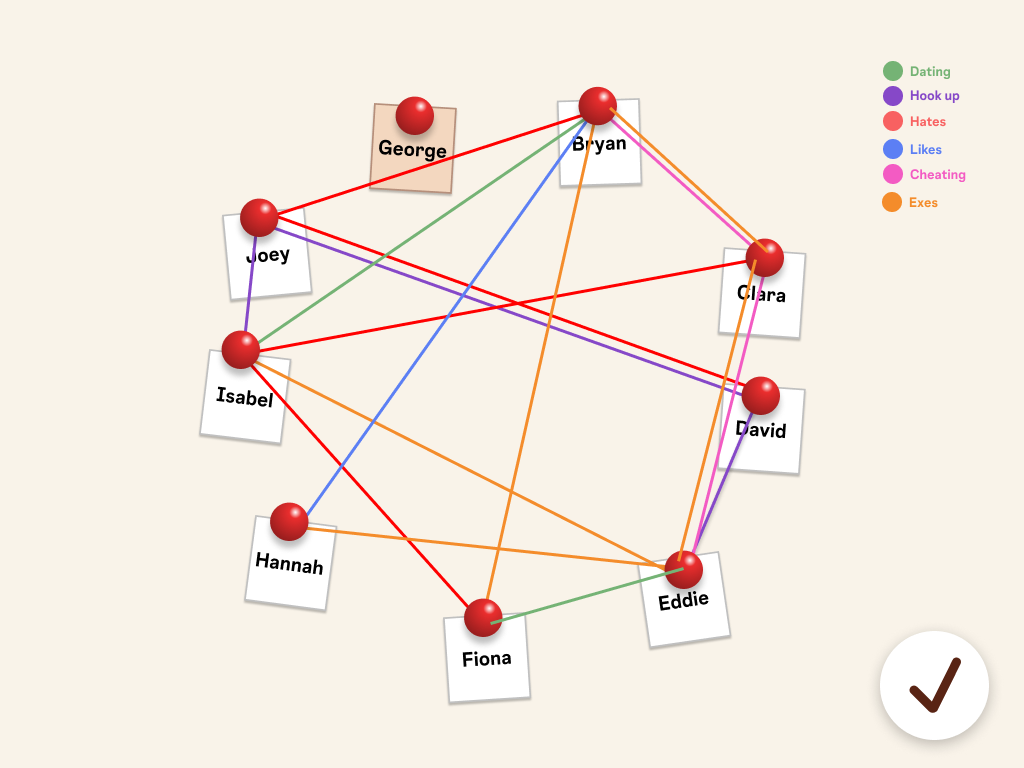 Dating
Hook up
Hates
Likes
Cheating
Exes
George
Bryan
Joey
Clara
Isabel
David
Hannah
Eddie
Fiona